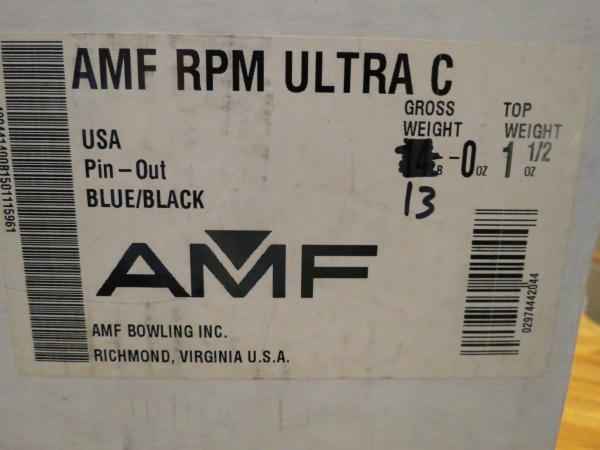 AMF RPM ULTRA C
GROSS WEIGHT
TOP WEIGHT
USA
Pin-Out
BLUE/BLACK
-0 OZ
1 1/2 OZ
13
AMF
AMF BOWLING INC.
RICHMOND, VIRGINIA U.S.A.
02974442044